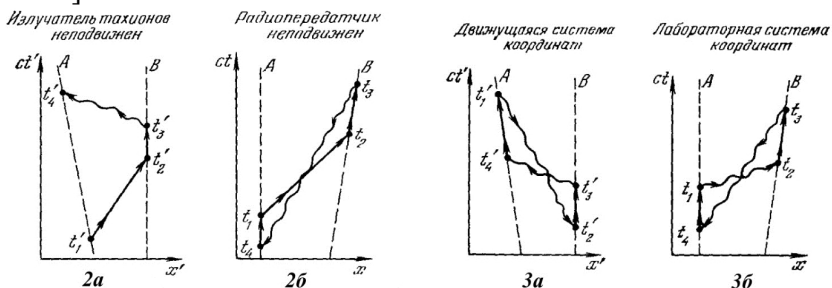 ]
Излучатель тахионов
неподвижен
ct'
A
B
t'4
t'3
t'2
t'1
x'
2а
Радиопередатчик
неподвижен
ct
A
B
t3
t2
t1
t4
x
2б
Движущаяся система
координат
ct'
A
B
t'1
t'4
t'3
t'2
x'
3а
Лабораторная система
координат
ct
A
B
t3
t1
t2
t4
x
3б